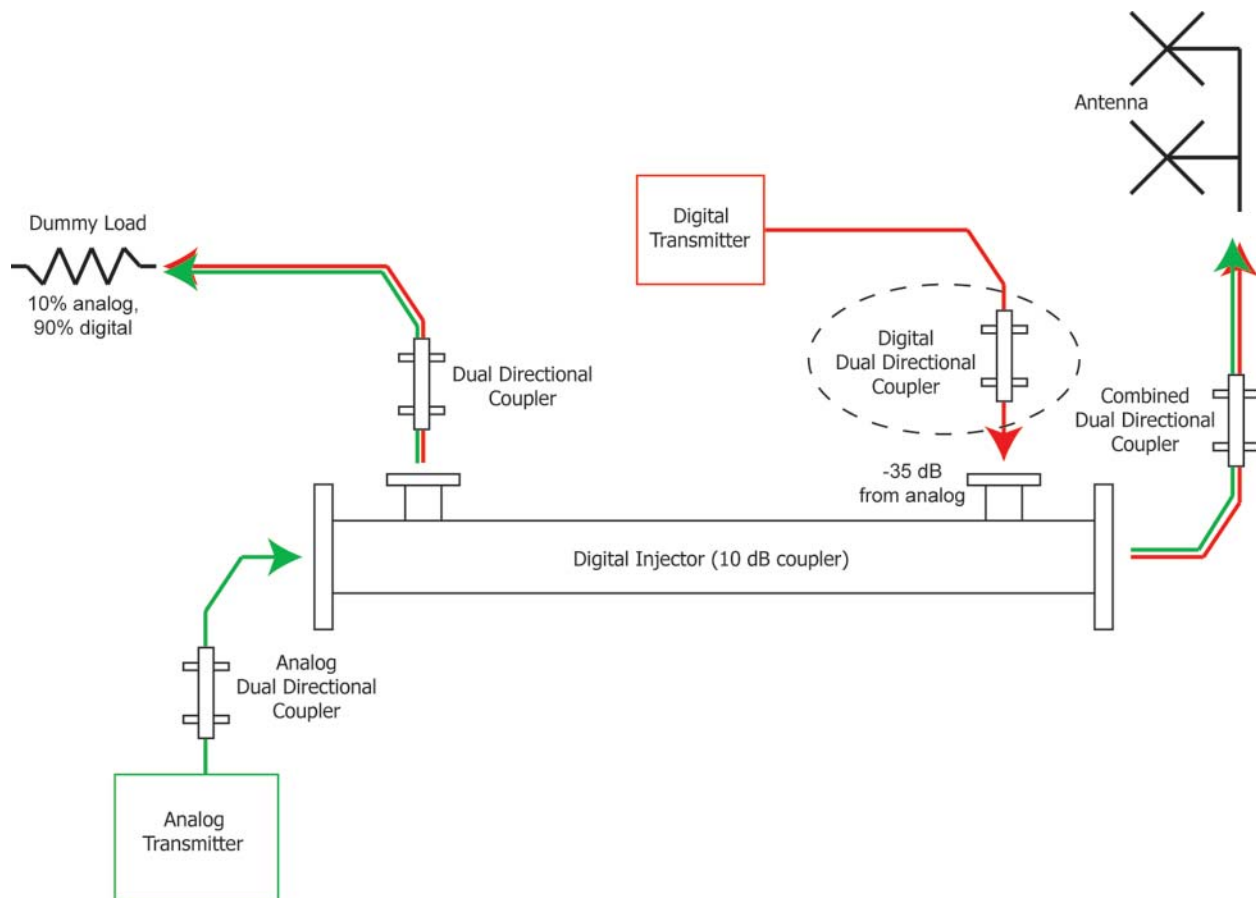 Antenna
Dummy Load
10% analog,
90% digital
Digital
Transmitter
Dual Directional
Coupler
Digital
Dual Directional
Coupler
Combined
Dual Directional
Coupler
-35 dB
from analog
Digital Injector (10 dB coupler)
Analog
Dual Directional
Coupler
Analog
Transmitter